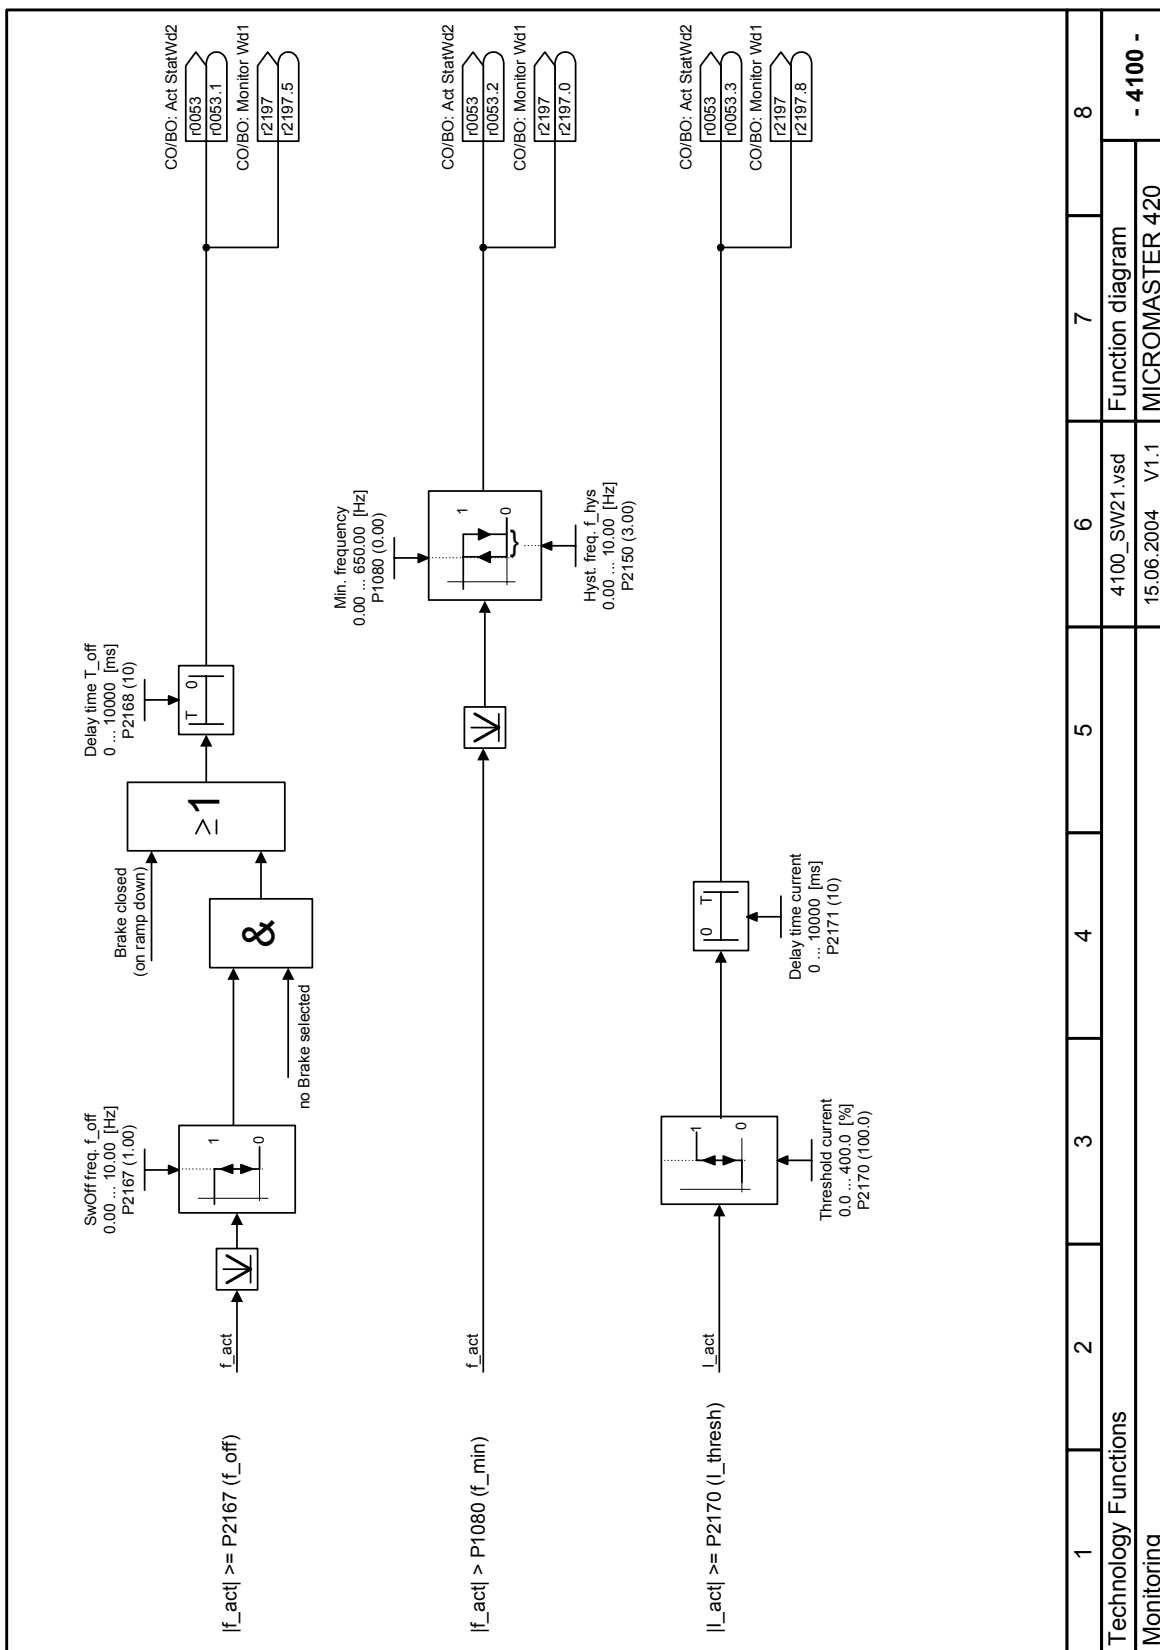 |f_act| >= P2167 (f_off)
f_act
SwOff freq. f_off
0.00 ... 10.00 [Hz]
P2167 (1.00)
1
0
no Brake selected
&
Brake closed
(on ramp down)
≥1
Delay time T_off
0 ... 10000 [ms]
P2168 (10)
T 0
CO/BO: Act StatWd2
r0053
r0053.1
CO/BO: Monitor Wd1
r2197
r2197.5
|f_act| > P1080 (f_min)
f_act
Min. frequency
0.00 ... 650.00 [Hz]
P1080 (0.00)
1
0
}
Hyst. freq. f_hys
0.00 ... 10.00 [Hz]
P2150 (3.00)
CO/BO: Act StatWd2
r0053
r0053.2
CO/BO: Monitor Wd1
r2197
r2197.0
|I_act| >= P2170 (I_thresh)
I_act
1
0
Threshold current
0.0 ... 400.0 [%]
P2170 (100.0)
0 T
Delay time current
0 ... 10000 [ms]
P2171 (10)
CO/BO: Act StatWd2
r0053
r0053.3
CO/BO: Monitor Wd1
r2197
r2197.8
1 2 3 4 5 6 7 8
Technology Functions 4100_SW21.vsd Function diagram - 4100 -
Monitoring 15.06.2004 V1.1 MICROMASTER 420